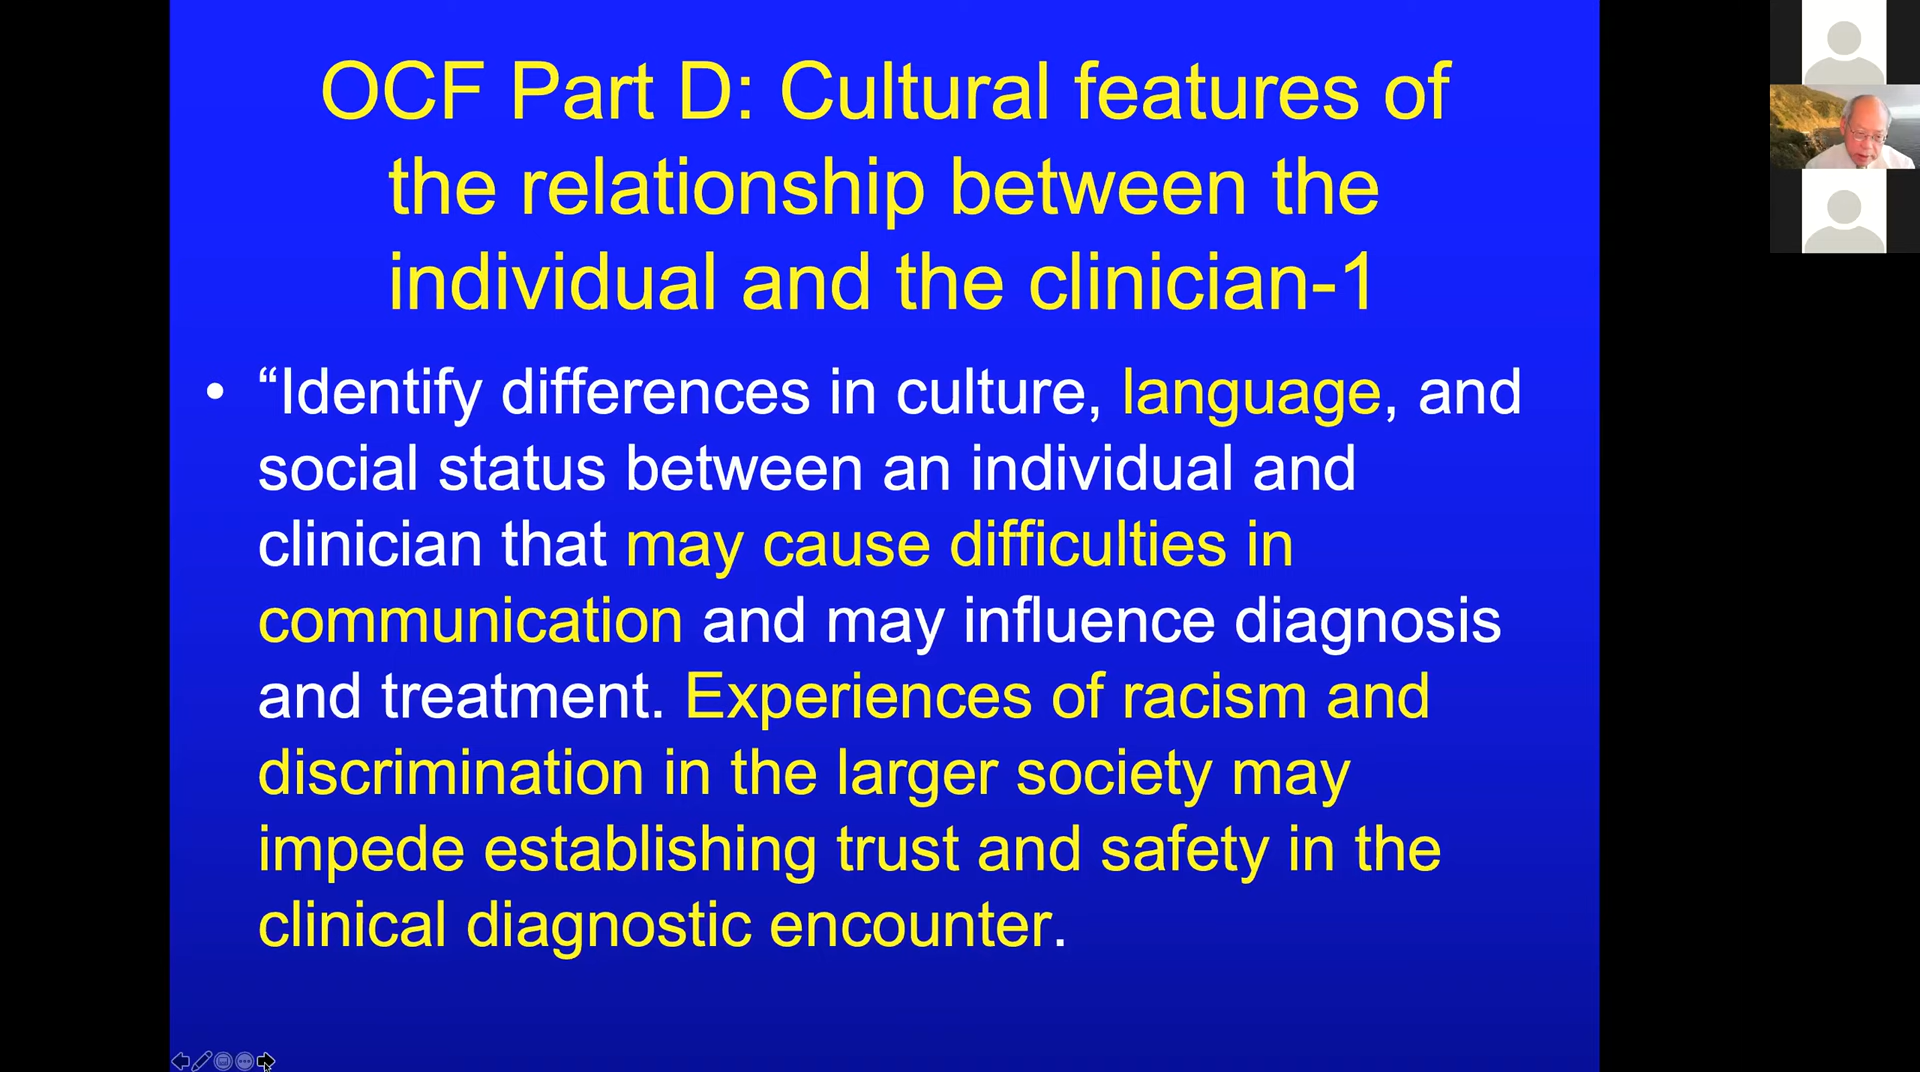 OCF Part D: Cultural features of
the relationship between the
individual and the clinician-1
• “Identify differences in culture, language, and
social status between an individual and
clinician that may cause difficulties in
communication and may influence diagnosis
and treatment. Experiences of racism and
discrimination in the larger society may
impede establishing trust and safety in the
clinical diagnostic encounter.